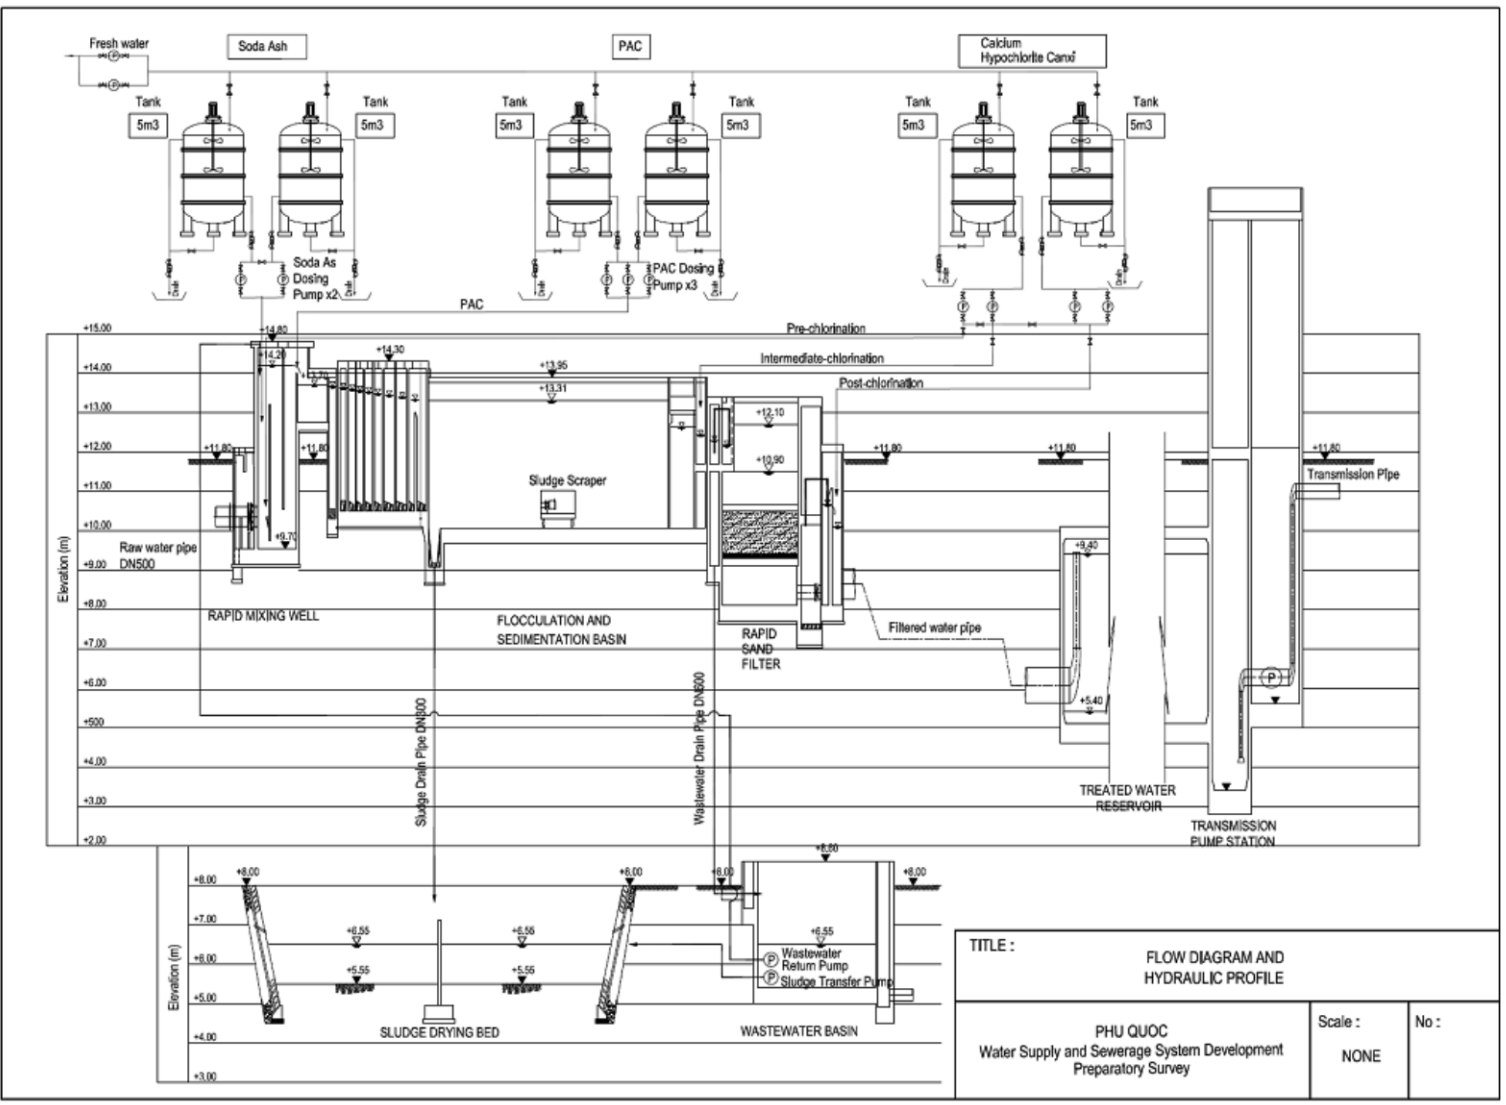 Fresh water
Soda Ash
PAC
Calcium
Hypochlorite Canxi
Tank
5m3
Tank
5m3
Tank
5m3
Tank
5m3
Tank
5m3
Tank
5m3
Soda As
Dosing
Pump x2
PAC Dosing
Pump x3
Drain
Drain
Drain
Drain
Drain
Drain
PAC
Pre-chlorination
Intermediate-chlorination
Post-chlorination
Elevation (m)
+15.00
+14.00
+13.00
+12.00
+11.00
+10.00
+9.00
+8.00
+7.00
+6.00
+500
+4.00
+3.00
+2.00
+14.80
+14.20
+14.30
+13.95
+13.31
+12.10
+10.90
+11.80
+11.80
+11.80
+11.80
+11.80
+9.70
+9.40
+5.40
Sludge Scraper
Raw water pipe
DN500
Transmission Pipe
Filtered water pipe
P
RAPID MIXING WELL
FLOCCULATION AND
SEDIMENTATION BASIN
RAPID
SAND
FILTER
Sludge Drain Pipe DN300
Wastewater Drain Pipe DN600
TREATED WATER
RESERVOIR
TRANSMISSION
PUMP STATION
Elevation (m)
+8.00
+7.00
+6.00
+5.00
+4.00
+3.00
+8.00
+8.00
+8.00
+8.00
+6.55
+6.55
+6.55
+5.55
+5.55
P Wastewater
Return Pump
P Sludge Transfer Pump
SLUDGE DRYING BED
WASTEWATER BASIN
TITLE :
FLOW DIAGRAM AND
HYDRAULIC PROFILE
PHU QUOC
Water Supply and Sewerage System Development
Preparatory Survey
Scale :
NONE
No :